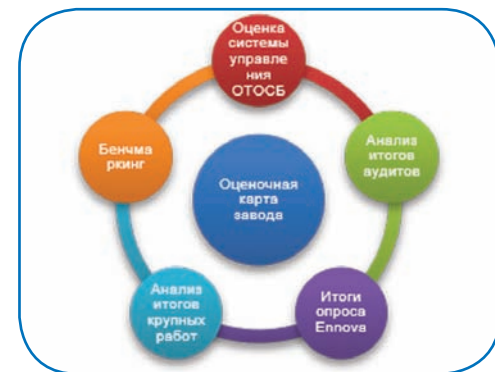 Оценка
системы
управле
ния
ОТОСБ
Анализ
итогов
аудитов
Итоги
опроса
Ennova
Анализ
итогов
крупных
работ
Бенчма
ркинг
Оценочная
карта
завода